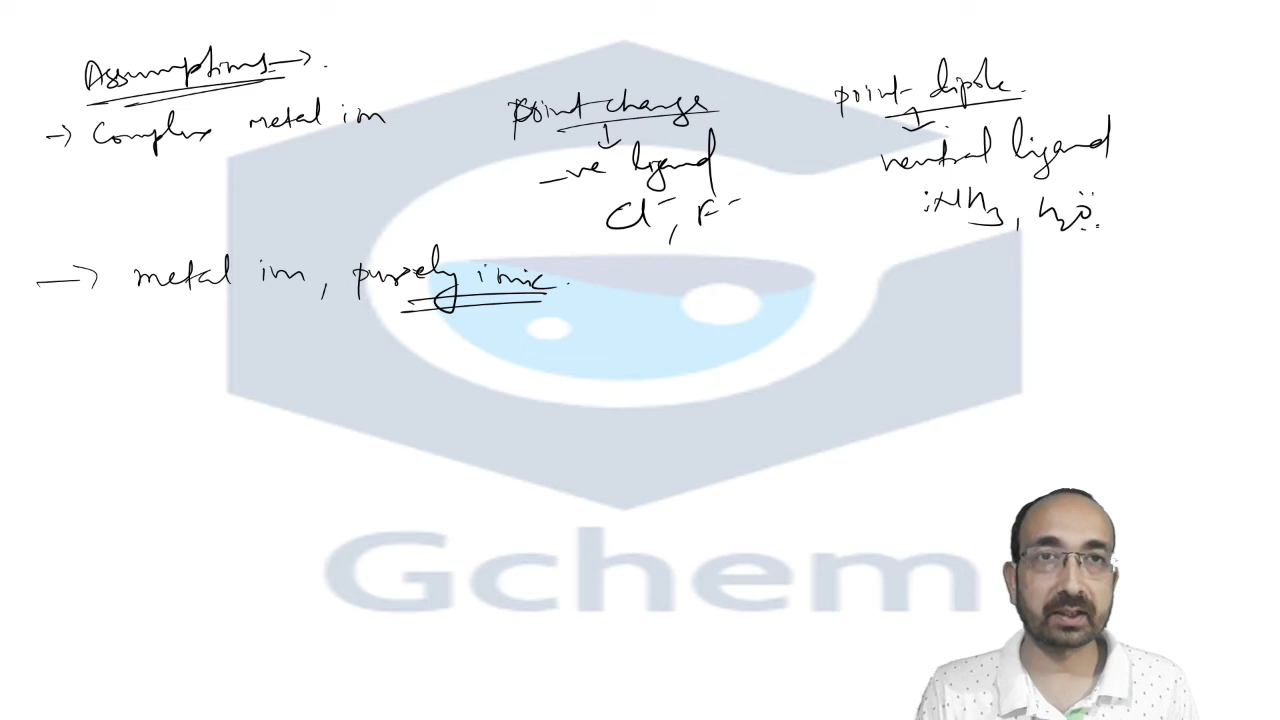 Assumptions → .
→ Complex metal ion
point charge
↓
-ve ligand
Cl⁻, F⁻
point dipole
↓
neutral ligand
:NH₃, H₂O
→ metal ion, purely ionic.
Gchem